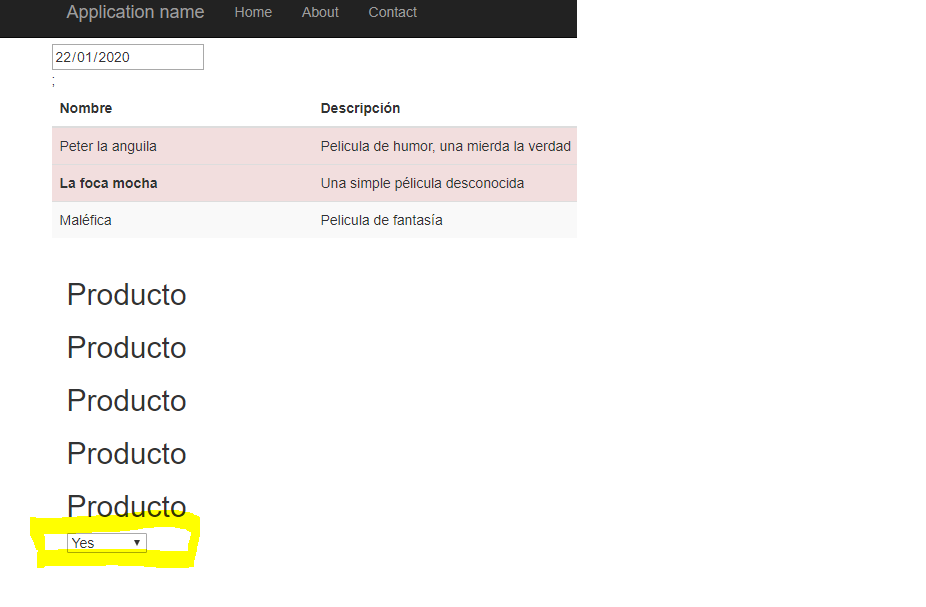 Application name Home About Contact
22/01/2020
;
Nombre Descripción
Peter la anguila Pelicula de humor, una mierda la verdad
La foca mocha Una simple pélicula desconocida
Maléfica Pelicula de fantasía
Producto
Producto
Producto
Producto
Producto
Yes